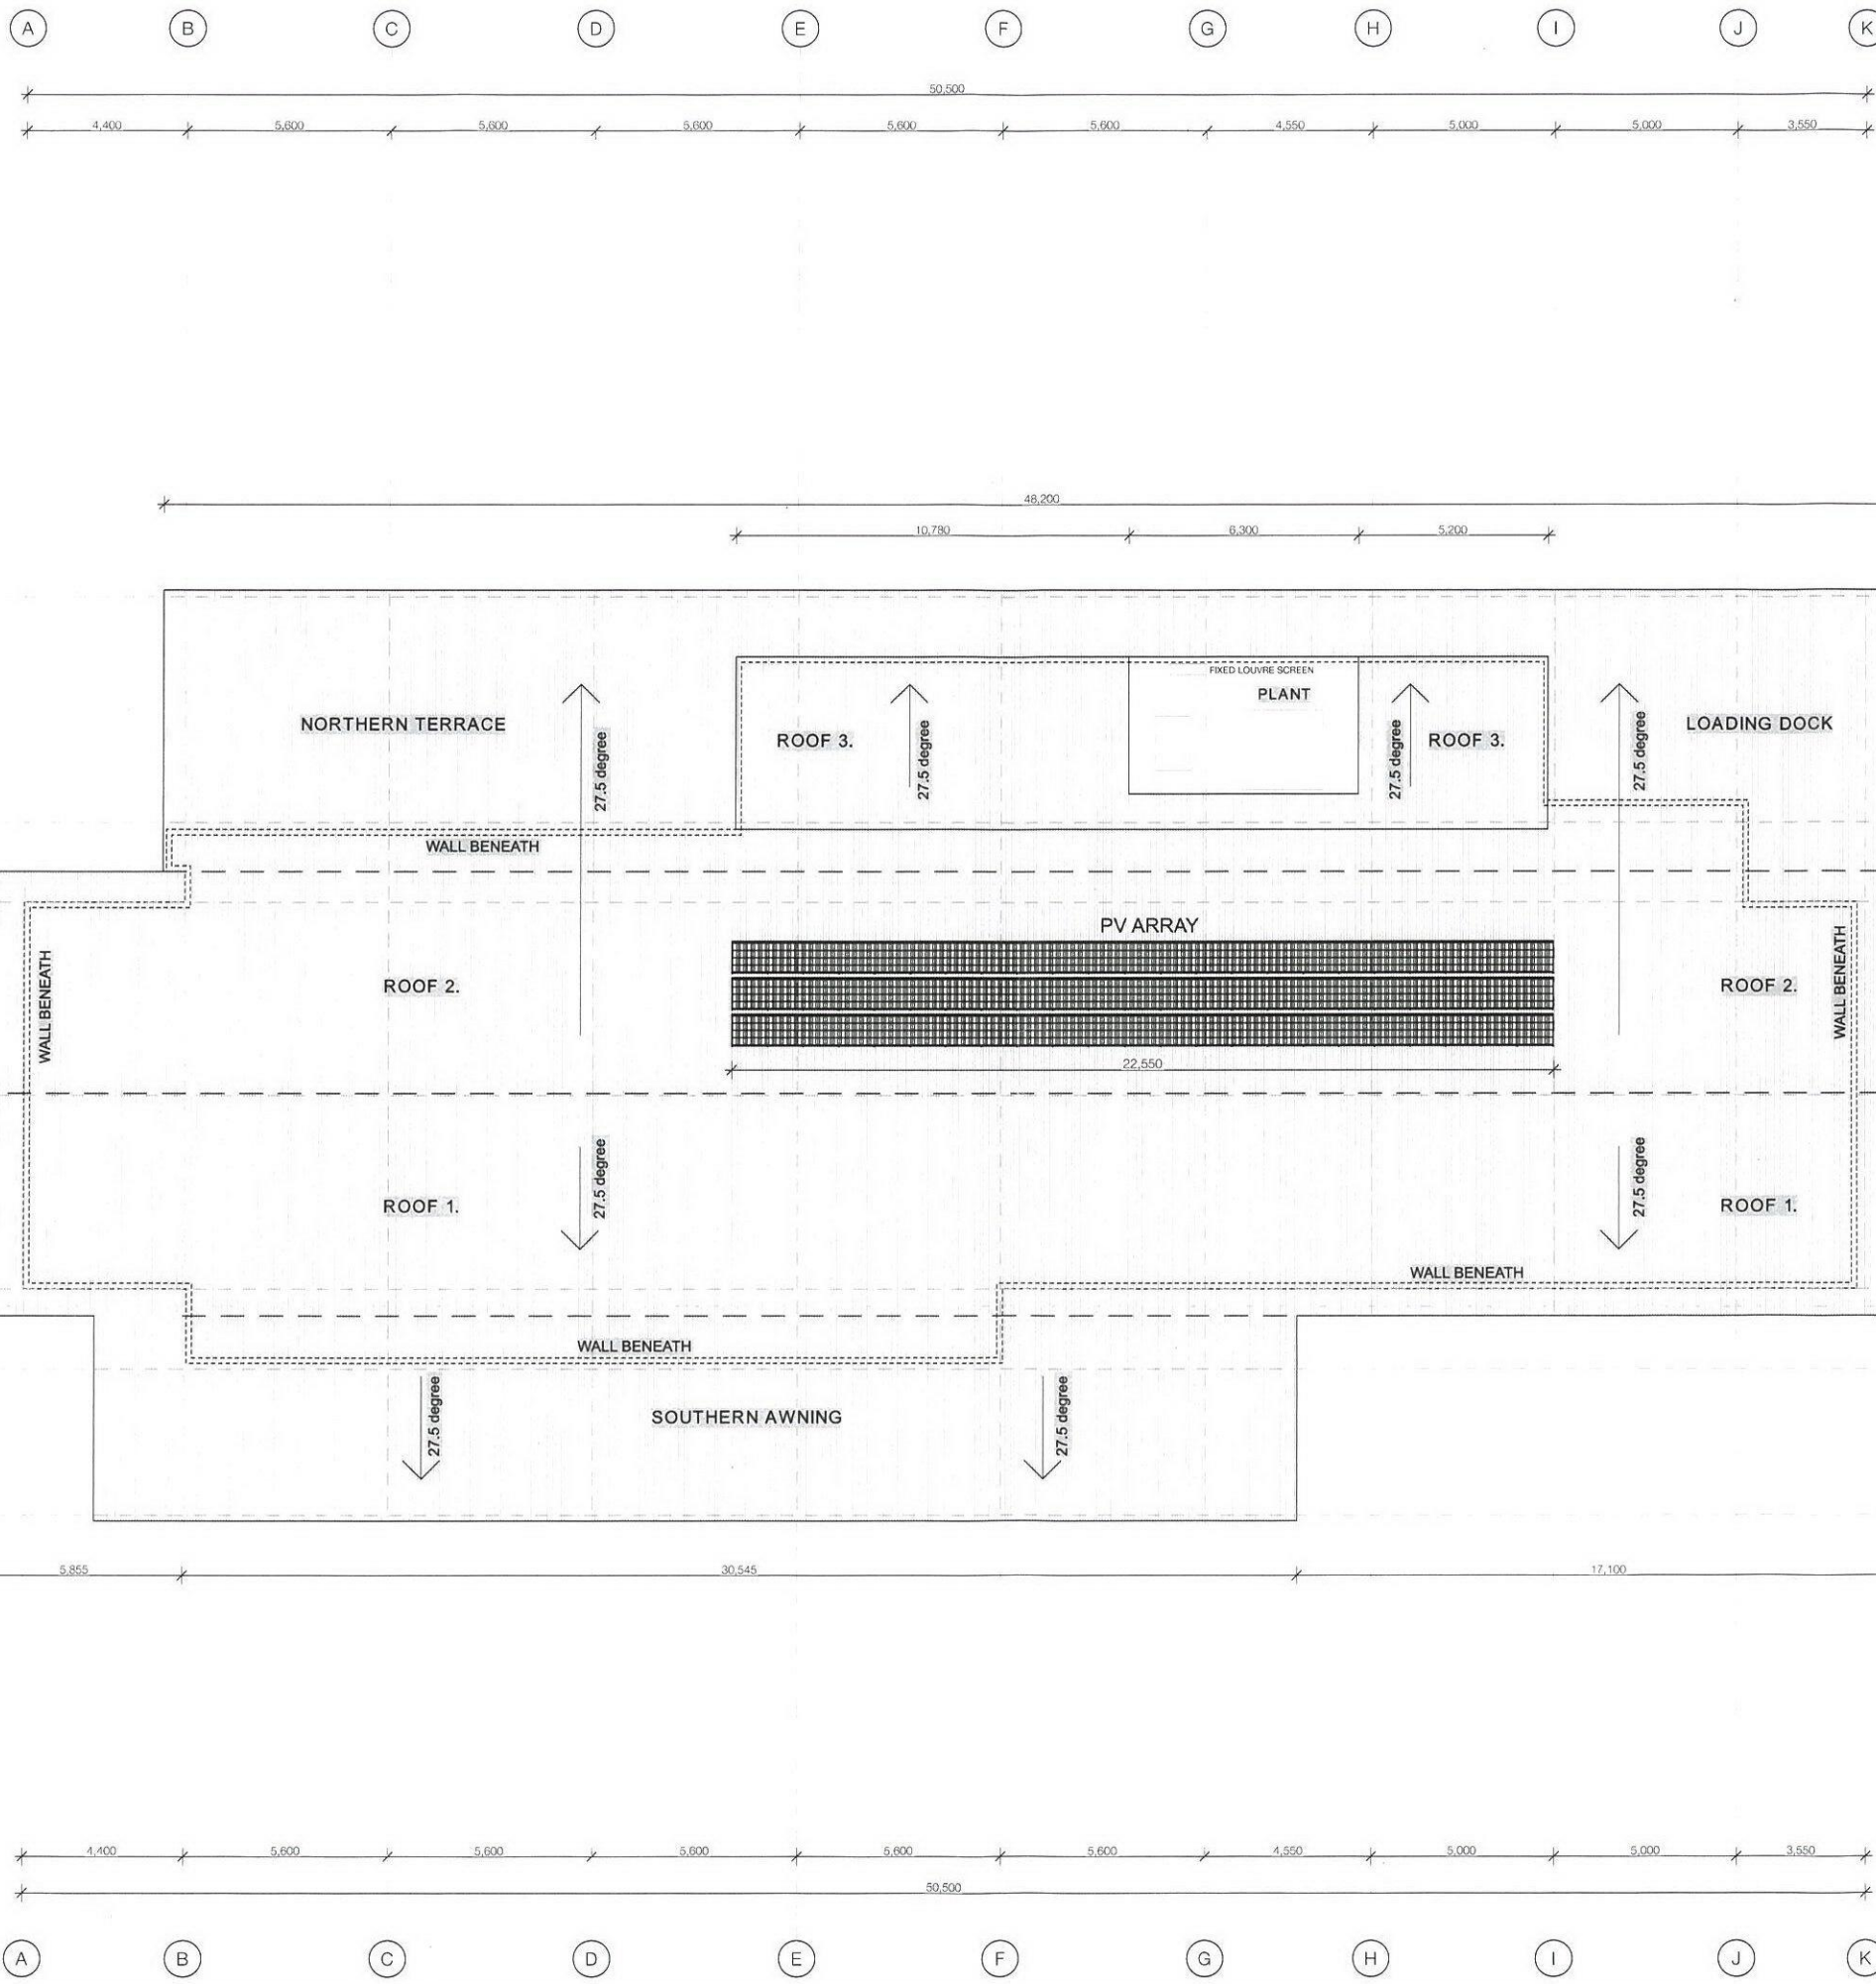 A B C D E F G H I J K
50,500
4,400 5,600 5,600 5,600 5,600 5,600 4,550 5,000 5,000 3,550
48,200
10,780 6,300 5,200
FIXED LOUVRE SCREEN
PLANT
NORTHERN TERRACE
ROOF 3.
ROOF 3.
LOADING DOCK
27.5 degree
27.5 degree
27.5 degree
27.5 degree
WALL BENEATH
PV ARRAY
WALL BENEATH
ROOF 2.
ROOF 2.
WALL BENEATH
22,550
27.5 degree
27.5 degree
ROOF 1.
ROOF 1.
WALL BENEATH
WALL BENEATH
27.5 degree
SOUTHERN AWNING
27.5 degree
5,855 30,545 17,100
4,400 5,600 5,600 5,600 5,600 5,600 4,550 5,000 5,000 3,550
50,500
A B C D E F G H I J K